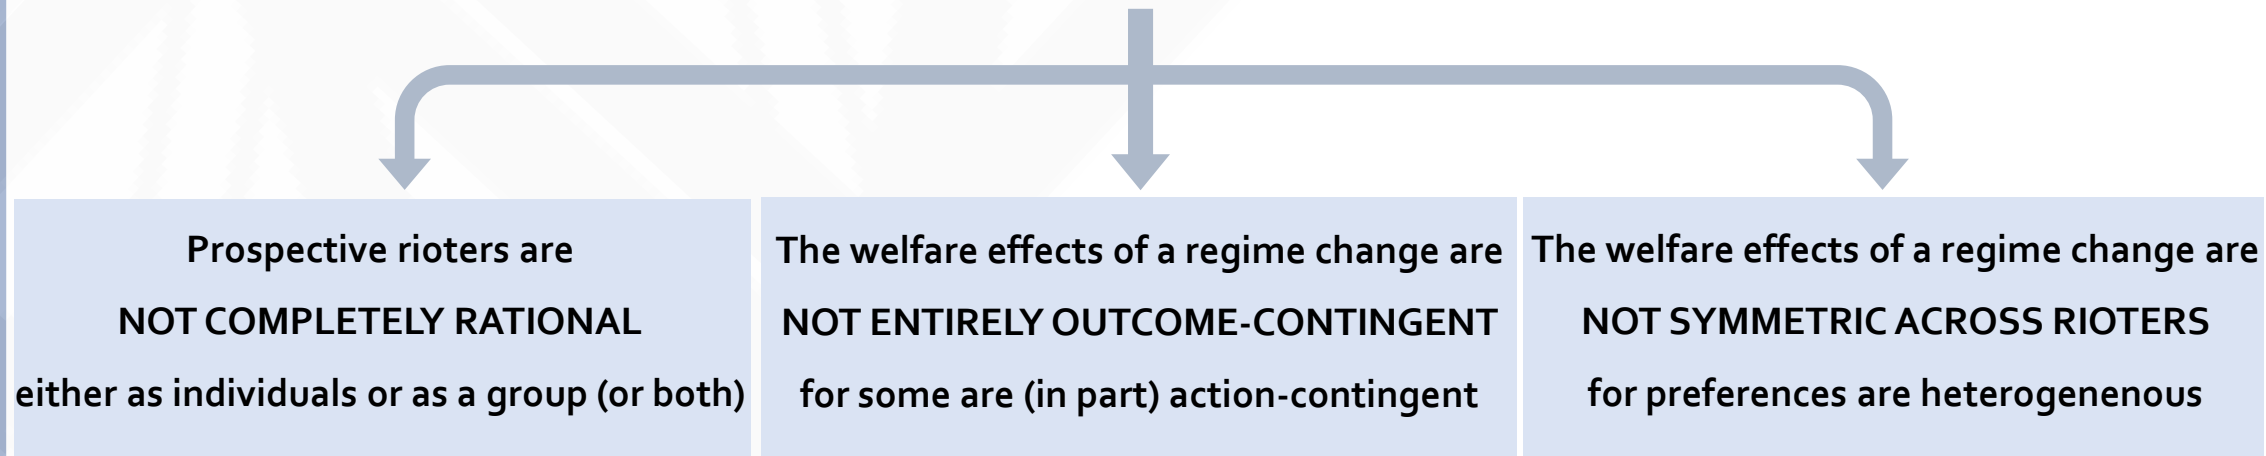 Prospective rioters are
NOT COMPLETELY RATIONAL
either as individuals or as a group (or both)
The welfare effects of a regime change are
NOT ENTIRELY OUTCOME-CONTINGENT
for some are (in part) action-contingent
The welfare effects of a regime change are
NOT SYMMETRIC ACROSS RIOTERS
for preferences are heterogenenous